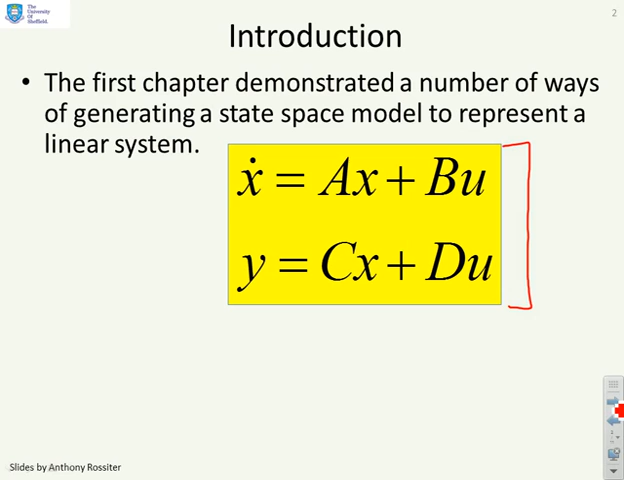 The
University
Of
Sheffield.
2
Introduction
• The first chapter demonstrated a number of ways
of generating a state space model to represent a
linear system.
ẋ = Ax + Bu
y = Cx + Du
Slides by Anthony Rossiter